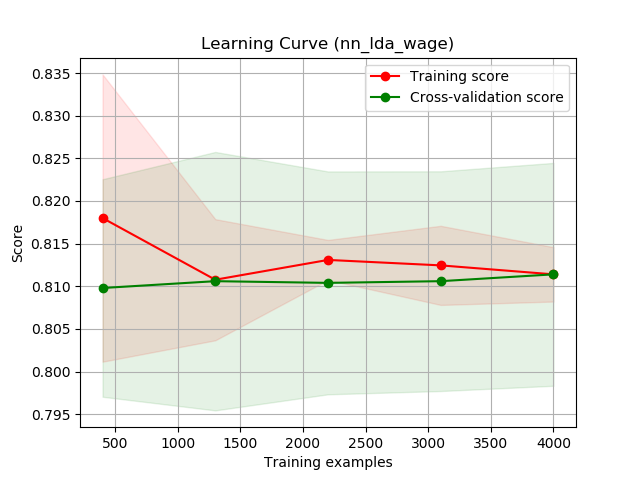 Learning Curve (nn_lda_wage)
Training score
Cross-validation score
Score
0.835
0.830
0.825
0.820
0.815
0.810
0.805
0.800
0.795
500 1000 1500 2000 2500 3000 3500 4000
Training examples